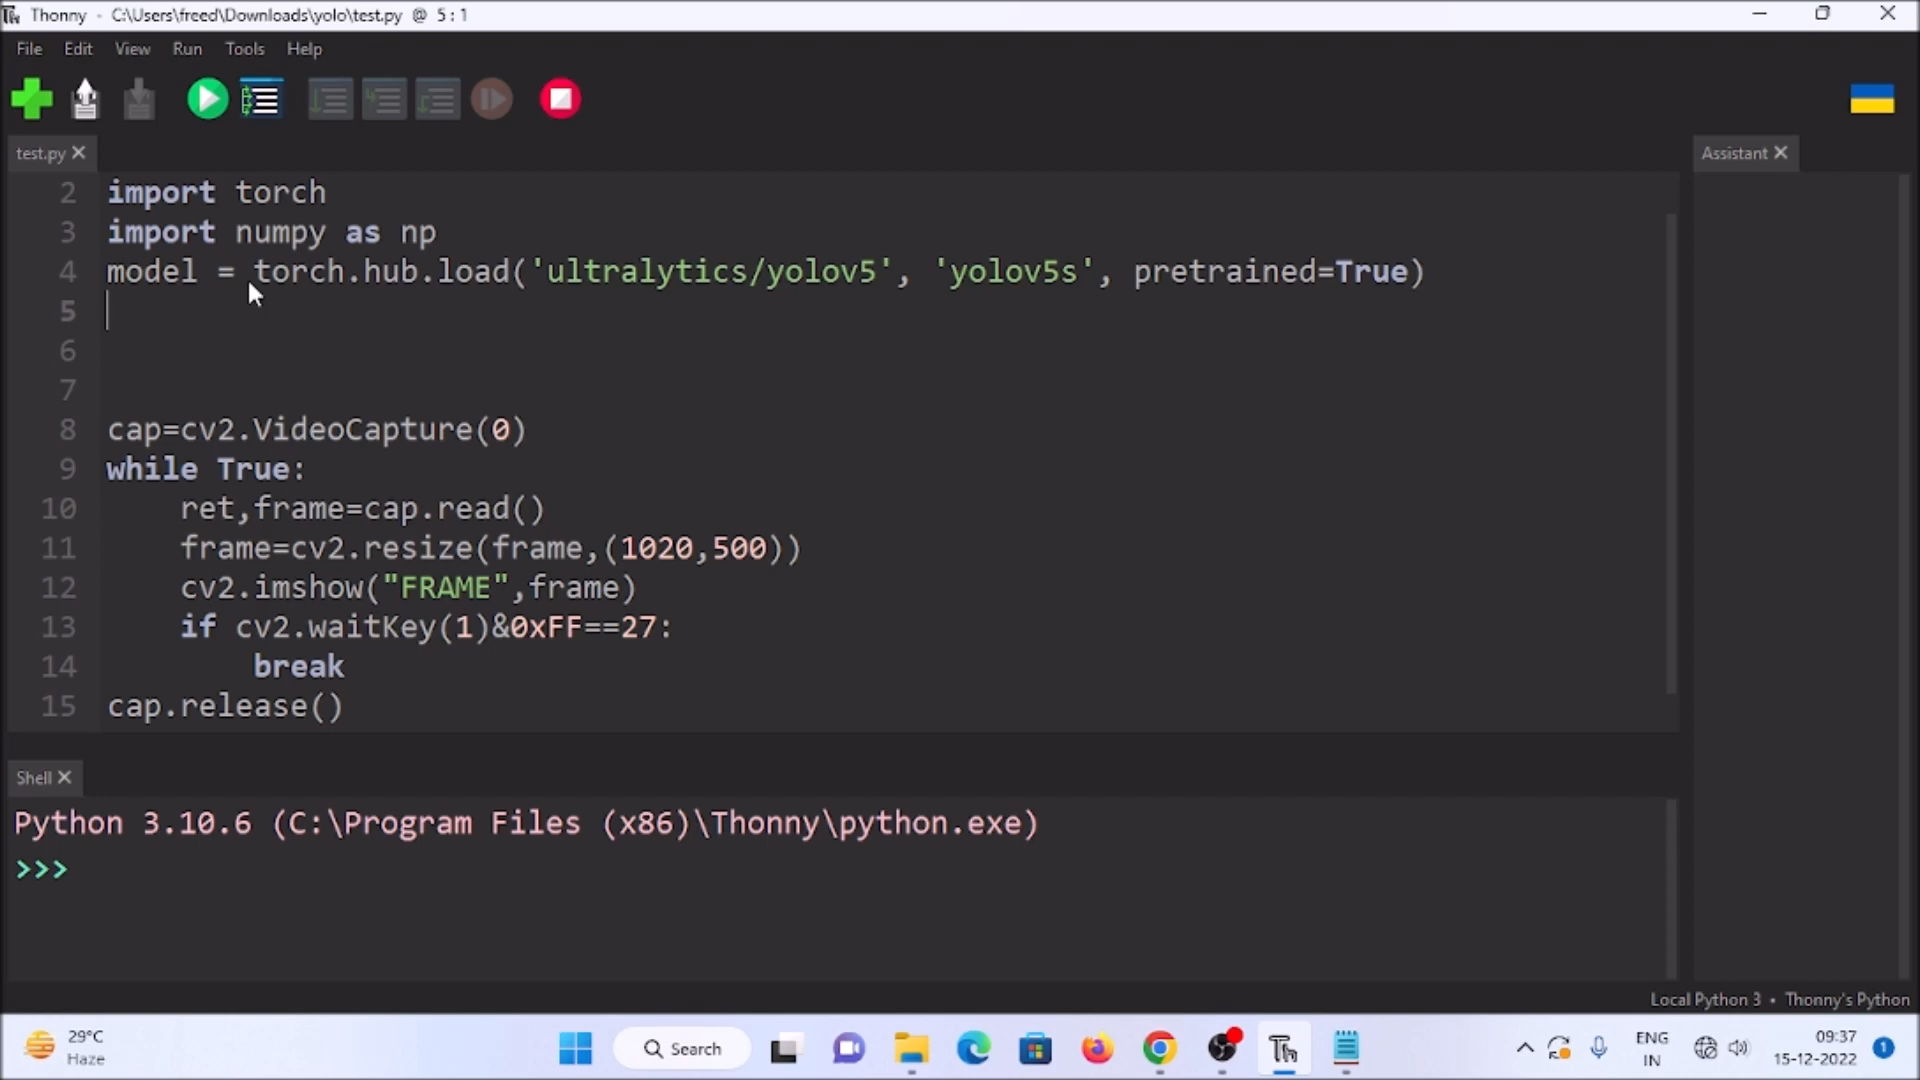 Thonny - C:\Users\freed\Downloads\yolo\test.py @ 5:1
File Edit View Run Tools Help
test.py
Assistant
2 import torch
3 import numpy as np
4 model = torch.hub.load('ultralytics/yolov5', 'yolov5s', pretrained=True)
5
6
7
8 cap=cv2.VideoCapture(0)
9 while True:
10 ret,frame=cap.read()
11 frame=cv2.resize(frame,(1020,500))
12 cv2.imshow("FRAME",frame)
13 if cv2.waitKey(1)&0xFF==27:
14 break
15 cap.release()
Shell
Python 3.10.6 (C:\Program Files (x86)\Thonny\python.exe)
>>>
Local Python 3 • Thonny's Python
29°C
Haze
Search
Th
ENG
IN
09:37
15-12-2022
1